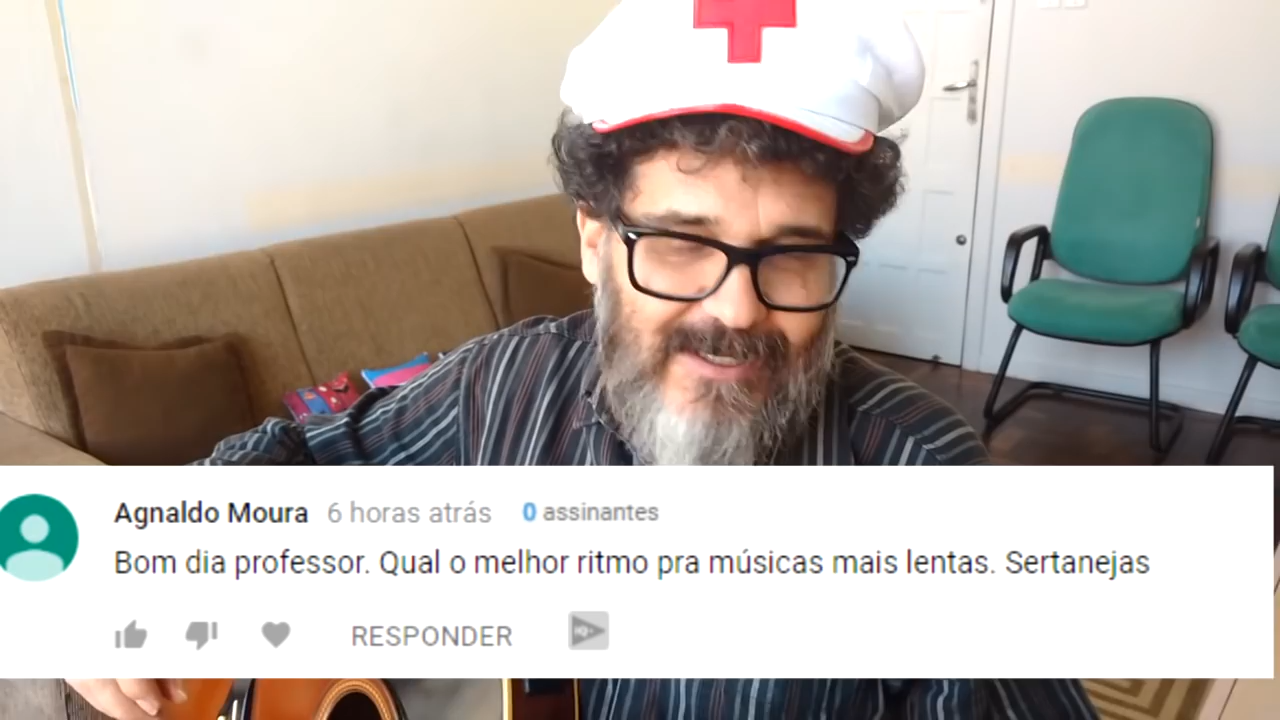 Agnaldo Moura 6 horas atrás 0 assinantes
Bom dia professor. Qual o melhor ritmo pra músicas mais lentas. Sertanejas
RESPONDER